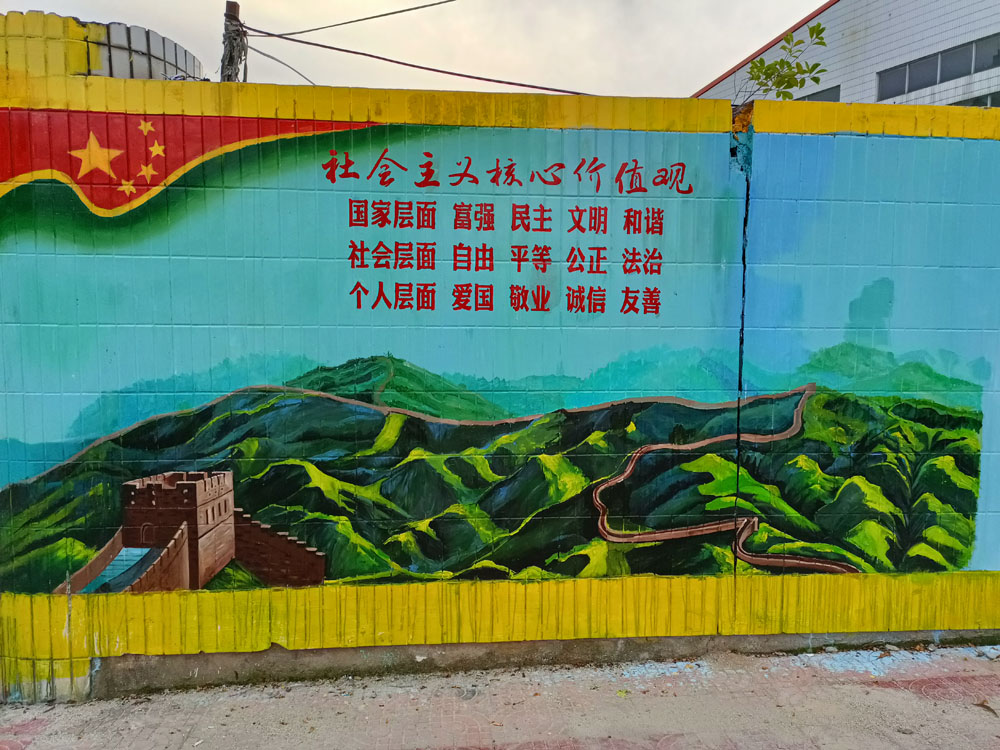 社会主义核心价值观
国家层面 富强 民主 文明 和谐
社会层面 自由 平等 公正 法治
个人层面 爱国 敬业 诚信 友善